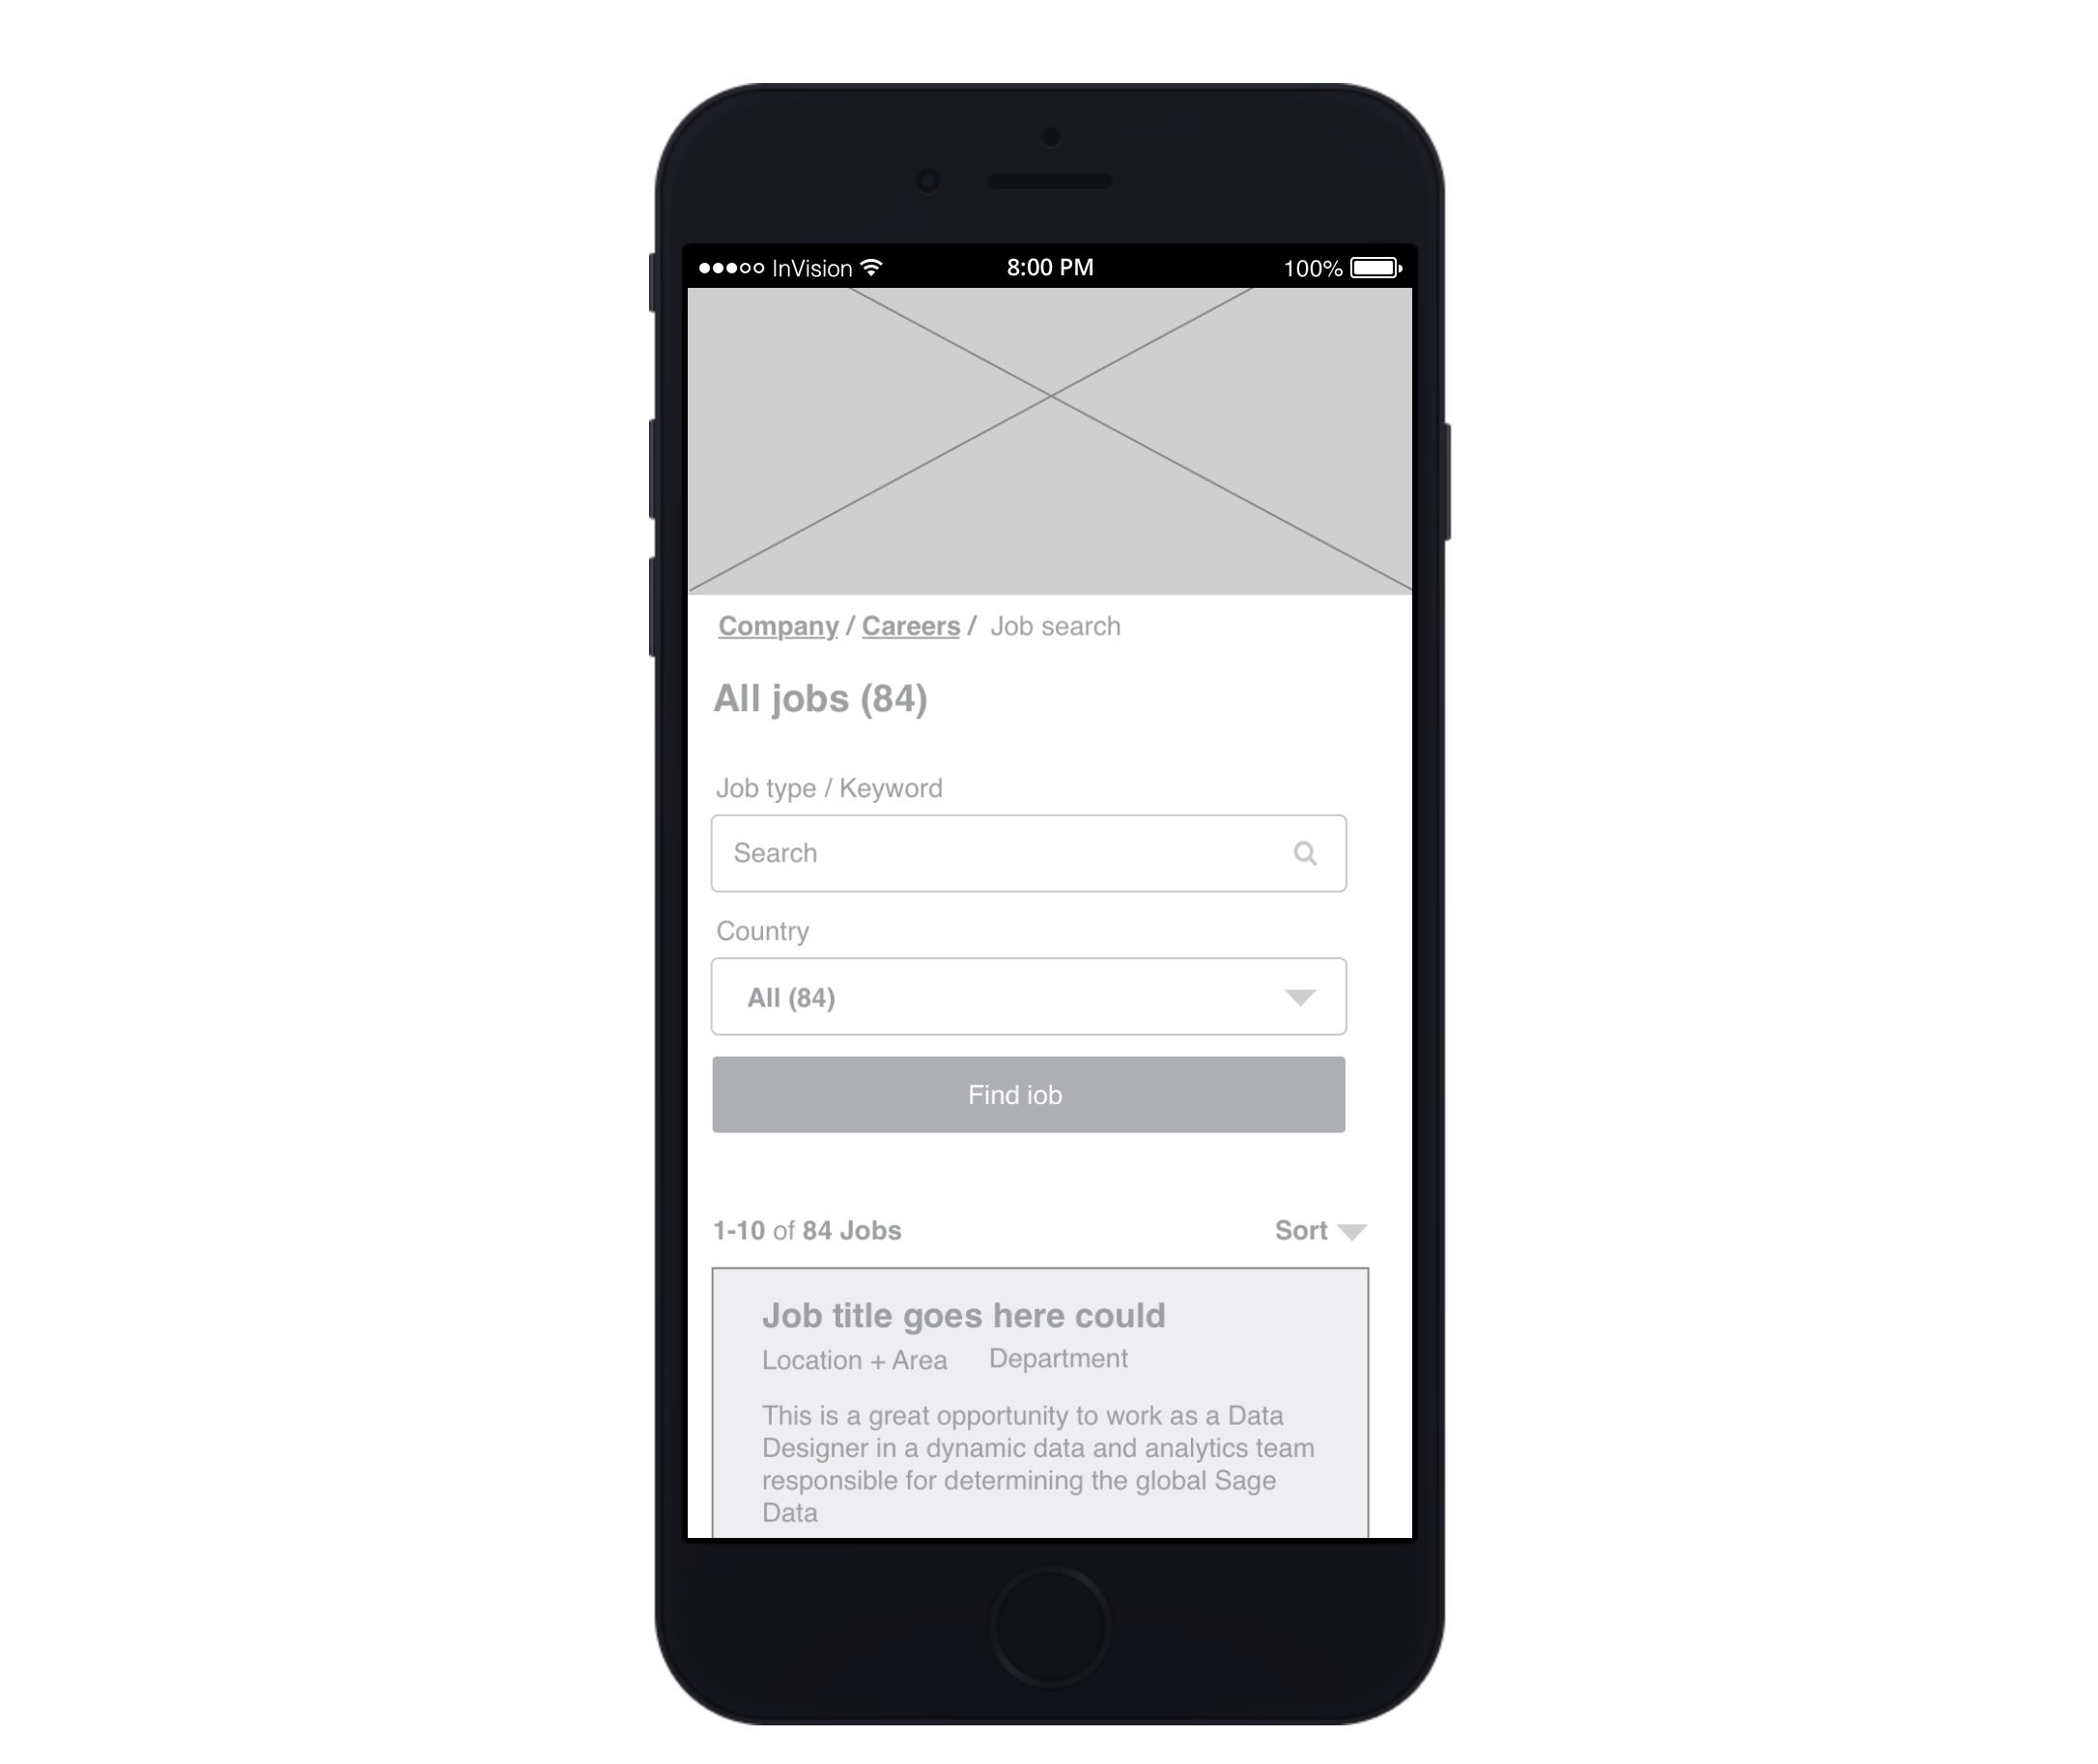 InVision 8:00 PM 100%
Company / Careers / Job search
All jobs (84)
Job type / Keyword
Search
Country
All (84)
Find iob
1-10 of 84 Jobs Sort
Job title goes here could
Location + Area Department
This is a great opportunity to work as a Data
Designer in a dynamic data and analytics team
responsible for determining the global Sage
Data